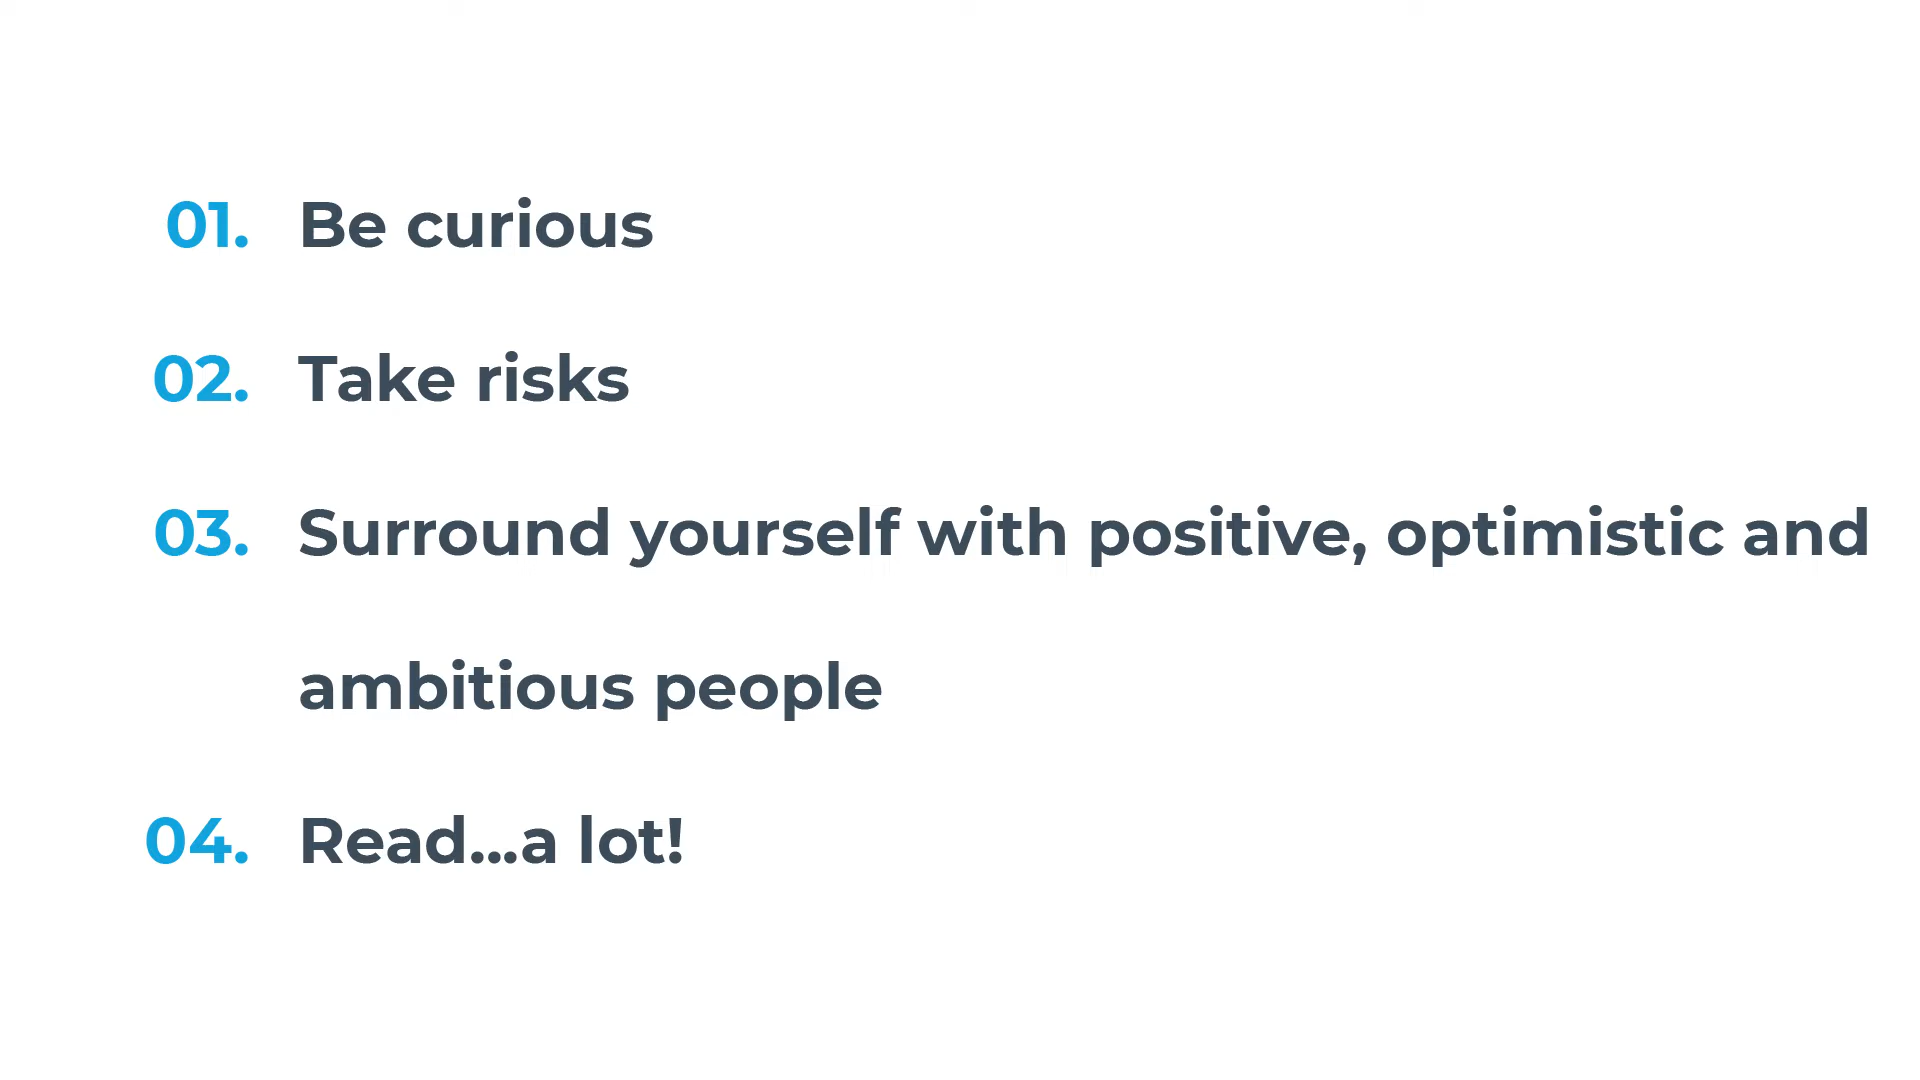 01. Be curious
02. Take risks
03. Surround yourself with positive, optimistic and
ambitious people
04. Read...a lot!